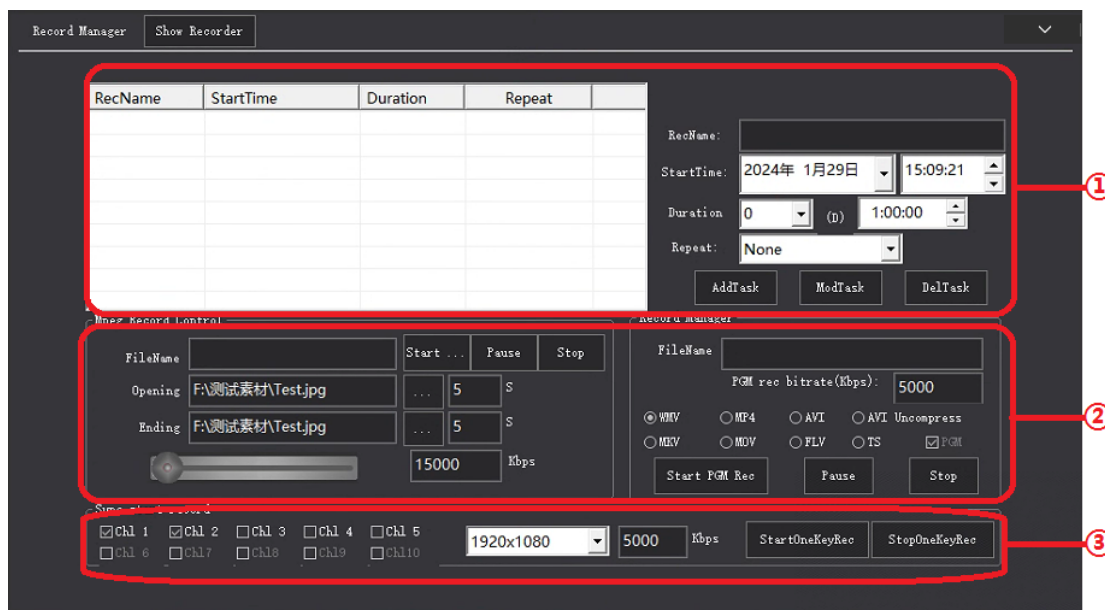 Record Manager Show Recorder
RecName StartTime Duration Repeat
RecName:
StartTime: 2024年 1月29日 15:09:21
Duration 0 (D) 1:00:00
Repeat: None
AddTask ModTask DelTask
①
Mpeg Record Control
FileName Start ... Pause Stop
Opening F:\测试素材\Test.jpg ... 5 S
Ending F:\测试素材\Test.jpg ... 5 S
15000 Kbps
Record Manager
FileName
PGM rec bitrate(Kbps): 5000
WMV MP4 AVI AVI Uncompress
MKV MOV FLV TS PGM
Start PGM Rec Pause Stop
②
Chl 1 Chl 2 Chl 3 Chl 4 Chl 5
Chl 6 Chl7 Chl8 Chl9 Chl10
1920x1080 5000 Kbps StartOneKeyRec StopOneKeyRec
③